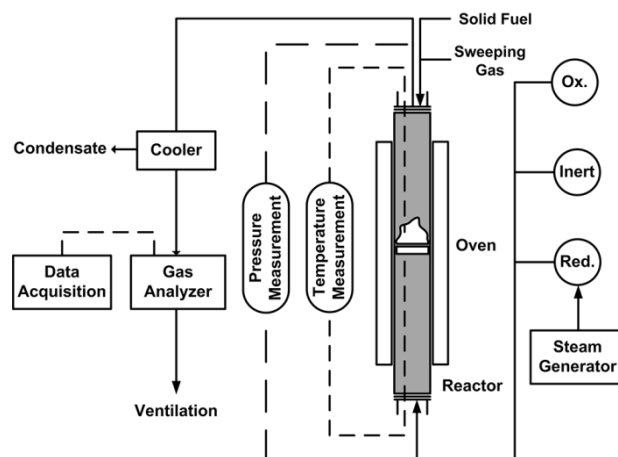 Solid Fuel
Sweeping
Gas
Ox.
Condensate
Cooler
Inert
Pressure
Measurement
Temperature
Measurement
Oven
Data
Acquisition
Gas
Analyzer
Red.
Steam
Generator
Reactor
Ventilation